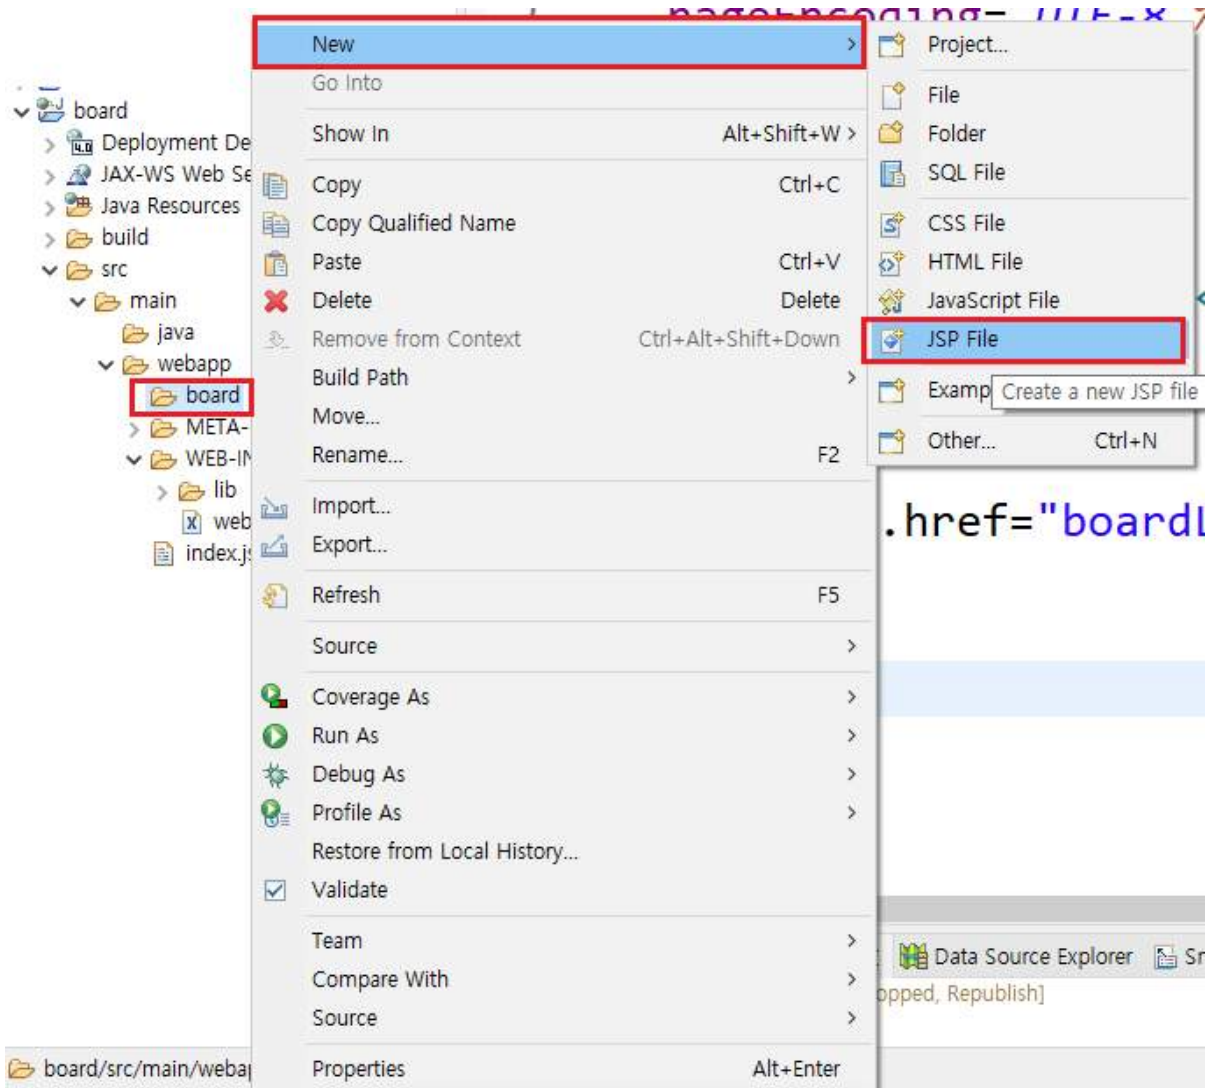 pageEncoding="UTF-8"
board
Deployment De
JAX-WS Web Se
Java Resources
build
src
main
java
webapp
board
META-
WEB-IN
lib
web
index.js
New
Go Into
Show In Alt+Shift+W >
Copy Ctrl+C
Copy Qualified Name
Paste Ctrl+V
Delete Delete
Remove from Context Ctrl+Alt+Shift+Down
Build Path
Move...
Rename... F2
Import...
Export...
Refresh F5
Source
Coverage As
Run As
Debug As
Profile As
Restore from Local History...
Validate
Team
Compare With
Source
Properties Alt+Enter
Project...
File
Folder
SQL File
CSS File
HTML File
JavaScript File
JSP File
Examp
Create a new JSP file
Other... Ctrl+N
.href="boardL
Data Source Explorer Sn
opped, Republish]
board/src/main/webap